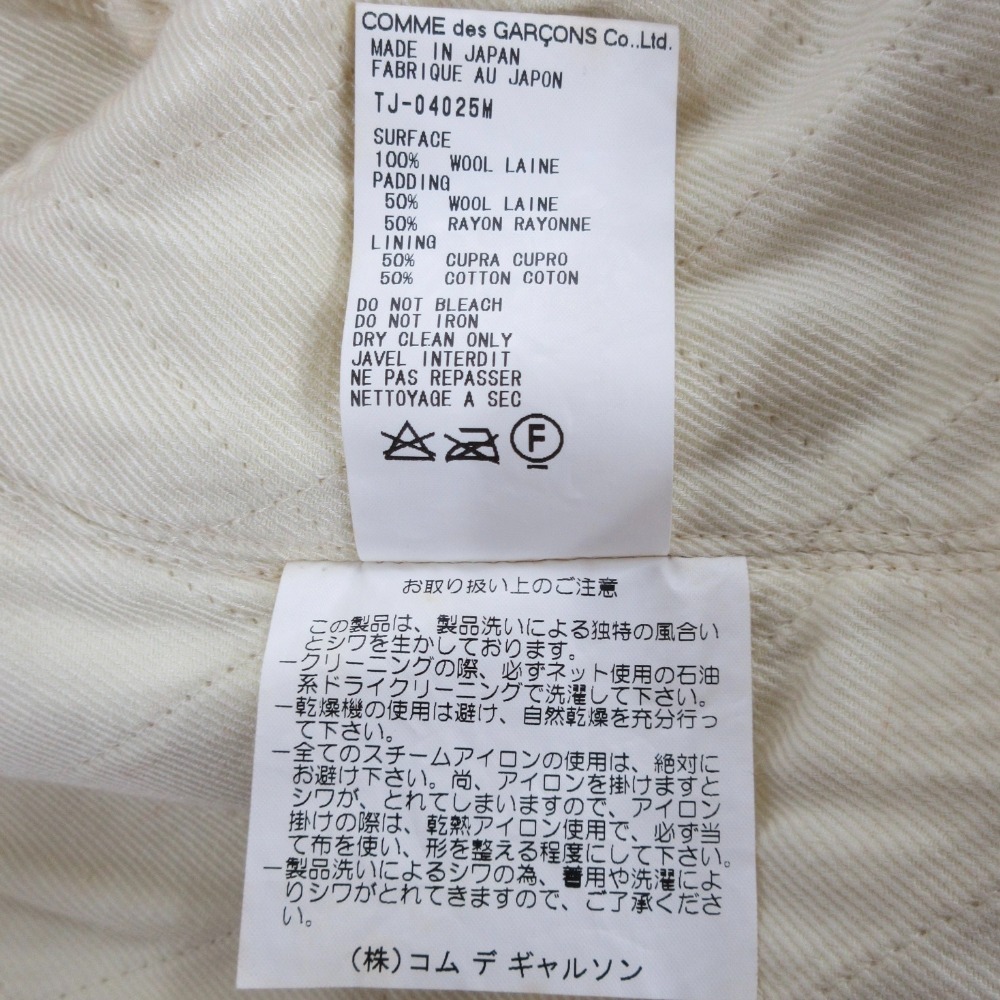 COMME des GARÇONS Co.,Ltd.
MADE IN JAPAN
FABRIQUE AU JAPON
TJ-04025M
SURFACE
100% WOOL LAINE
PADDING
50% WOOL LAINE
50% RAYON RAYONNE
LINING
50% CUPRA CUPRO
50% COTTON COTON
DO NOT BLEACH
DO NOT IRON
DRY CLEAN ONLY
JAVEL INTERDIT
NE PAS REPASSER
NETTOYAGE A SEC
F
お取り扱い上のご注意
この製品は、製品洗いによる独特の風合い
とシワを生かしております。
ークリーニングの際、必ずネット使用の石油
系ドライクリーニングで洗濯して下さい。
ー乾燥機の使用は避け、自然乾燥を充分行っ
て下さい。
ー全てのスチームアイロンの使用は、絶対に
お避け下さい。尚、アイロンを掛けますと
シワが、とれてしまいますので、アイロン
掛けの際は、乾熱アイロン使用で、必ず当
て布を使い、形を整える程度にして下さい。
ー製品洗いによるシワの為、着用や洗濯によ
りシワがとれてきますので、ご了承くださ
い。
(株)コム デ ギャルソン